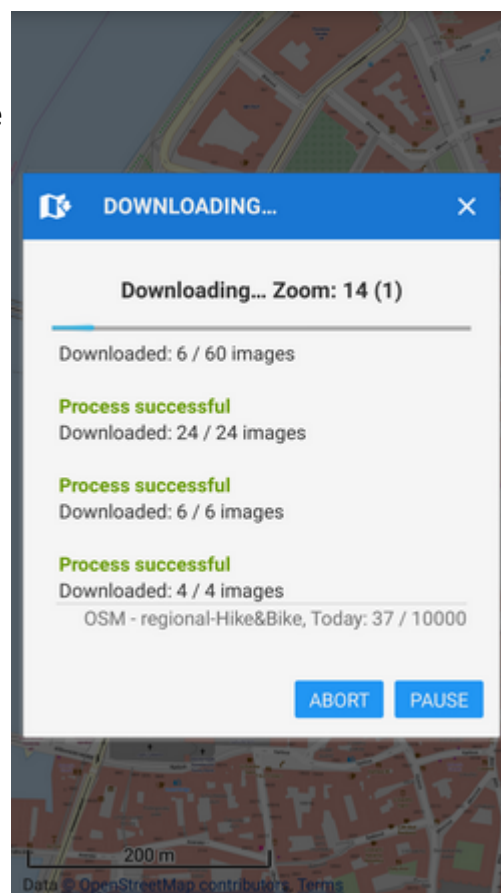 e
DOWNLOADING...
Downloading... Zoom: 14 (1)
Downloaded: 6 / 60 images
Process successful
Downloaded: 24 / 24 images
Process successful
Downloaded: 6 / 6 images
Process successful
Downloaded: 4 / 4 images
OSM - regional-Hike&Bike, Today: 37 / 10000
ABORT PAUSE
200 m
Data © OpenStreetMap contributors, Terms